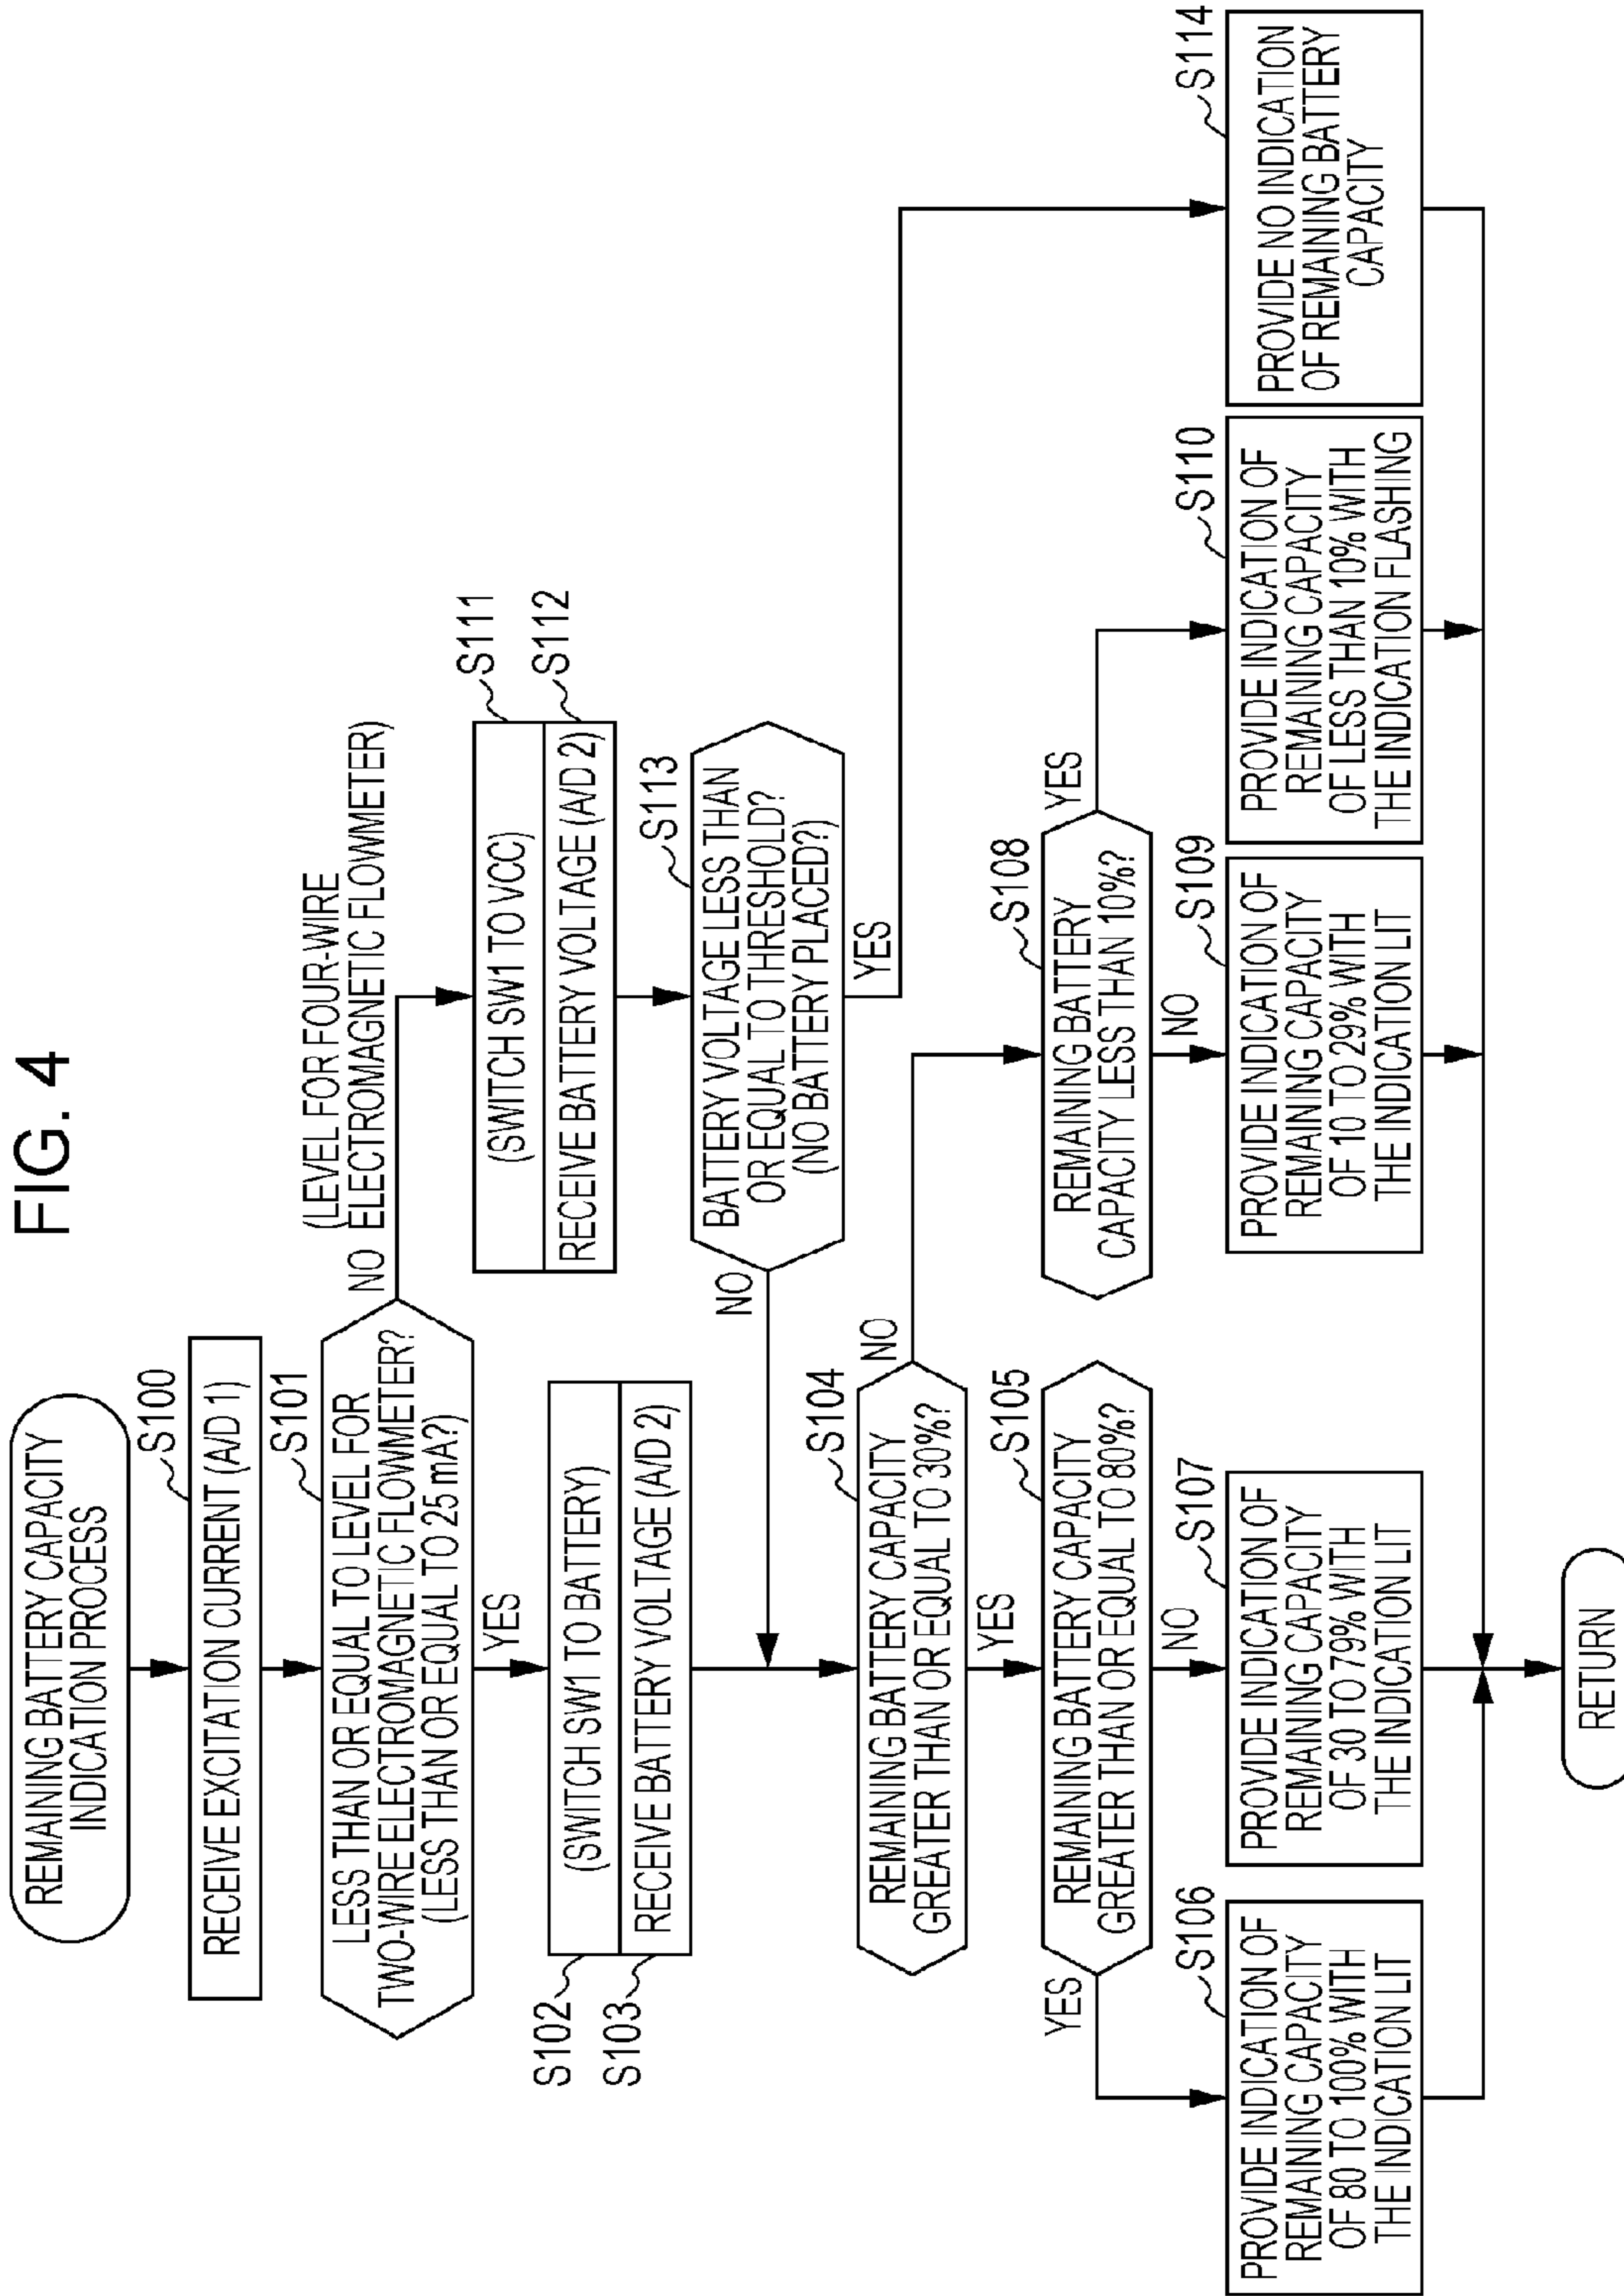 FIG. 4
REMAINING BATTERY CAPACITY
INDICATION PROCESS
S100
RECEIVE EXCITATION CURRENT (A/D 1)
S101
LESS THAN OR EQUAL TO LEVEL FOR
TWO-WIRE ELECTROMAGNETIC FLOWMETER?
(LESS THAN OR EQUAL TO 25 mA?)
NO
(LEVEL FOR FOUR-WIRE
ELECTROMAGNETIC FLOWMETER)
YES
S102
(SWITCH SW1 TO BATTERY)
S103
RECEIVE BATTERY VOLTAGE (A/D 2)
S111
(SWITCH SW1 TO VCC)
S112
RECEIVE BATTERY VOLTAGE (A/D 2)
S113
BATTERY VOLTAGE LESS THAN
OR EQUAL TO THRESHOLD?
(NO BATTERY PLACED?)
NO
YES
S104
REMAINING BATTERY CAPACITY
GREATER THAN OR EQUAL TO 30%?
NO
YES
S105
REMAINING BATTERY CAPACITY
GREATER THAN OR EQUAL TO 80%?
YES
NO
S108
REMAINING BATTERY
CAPACITY LESS THAN 10%?
YES
NO
S106
PROVIDE INDICATION OF
REMAINING CAPACITY
OF 80 TO 100% WITH
THE INDICATION LIT
S107
PROVIDE INDICATION OF
REMAINING CAPACITY
OF 30 TO 79% WITH
THE INDICATION LIT
S109
PROVIDE INDICATION OF
REMAINING CAPACITY
OF 10 TO 29% WITH
THE INDICATION LIT
S110
PROVIDE INDICATION OF
REMAINING CAPACITY
OF LESS THAN 10% WITH
THE INDICATION FLASHING
S114
PROVIDE NO INDICATION
OF REMAINING BATTERY
CAPACITY
RETURN